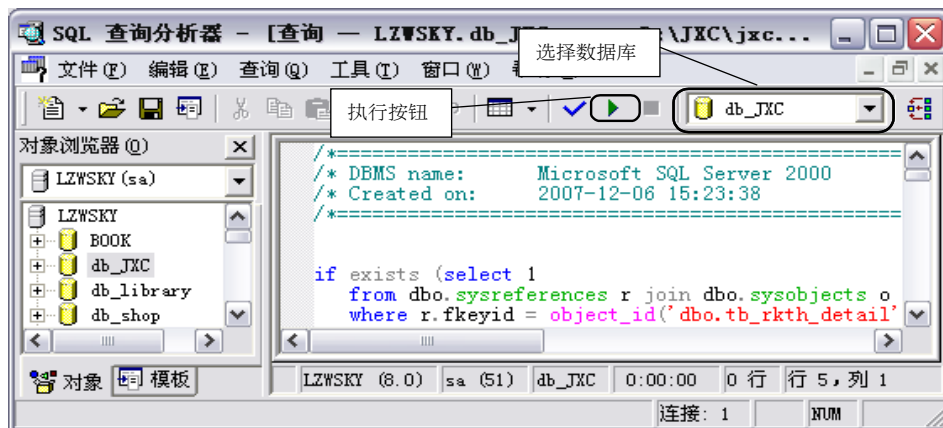 SQL 查询分析器 - [查询 — LZWSKY.db_J \JXC\jxc...
选择数据库
文件(F) 编辑(E) 查询(Q) 工具(T) 窗口(W)
执行按钮
db_JXC
对象浏览器(O)
LZWSKY(sa)
LZWSKY
BOOK
db_JXC
db_library
db_shop
对象 模板
/*==================================================
/* DBMS name: Microsoft SQL Server 2000
/* Created on: 2007-12-06 15:23:38
/*==================================================
if exists (select 1
from dbo.sysreferences r join dbo.sysobjects o
where r.fkeyid = object_id('dbo.tb_rkth_detail'
LZWSKY (8.0) sa (51) db_JXC 0:00:00 0 行 行 5,列 1
连接: 1 NUM